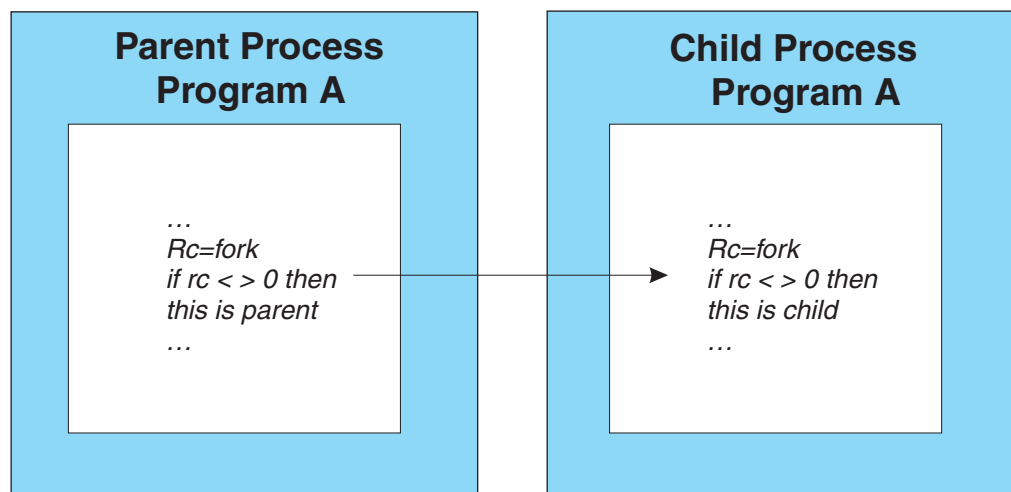 Parent Process
Program A
…
Rc=fork
if rc < > 0 then
this is parent
…
Child Process
Program A
…
Rc=fork
if rc < > 0 then
this is child
…